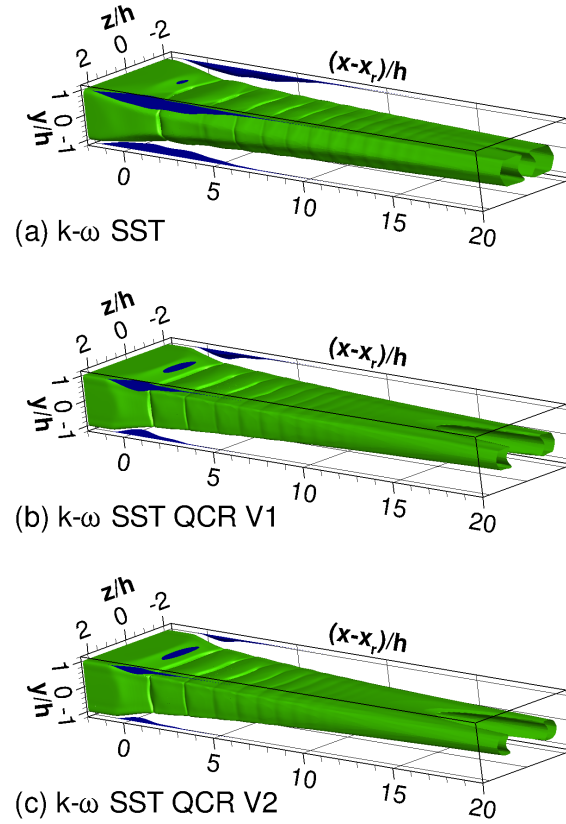 z/h
2 0 -2
(x-xᵣ)/h
y/h
1 0 -1
0 5 10 15 20
(a) k-ω SST
z/h
2 0 -2
(x-xᵣ)/h
y/h
1 0 -1
0 5 10 15 20
(b) k-ω SST QCR V1
z/h
2 0 -2
(x-xᵣ)/h
y/h
1 0 -1
0 5 10 15 20
(c) k-ω SST QCR V2